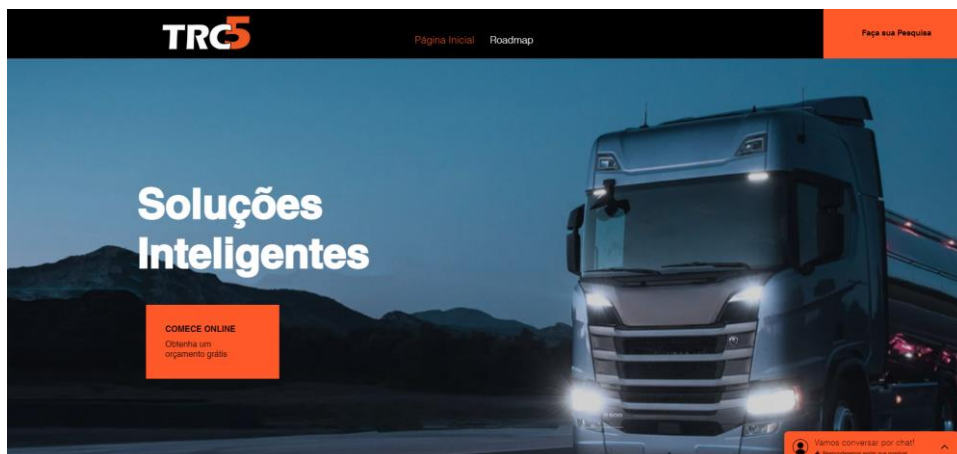 TRC5
Página Inicial
Roadmap
Faça sua Pesquisa
Soluções
Inteligentes
COMECE ONLINE
Obtenha um
orçamento grátis
Vamos conversar por chat!